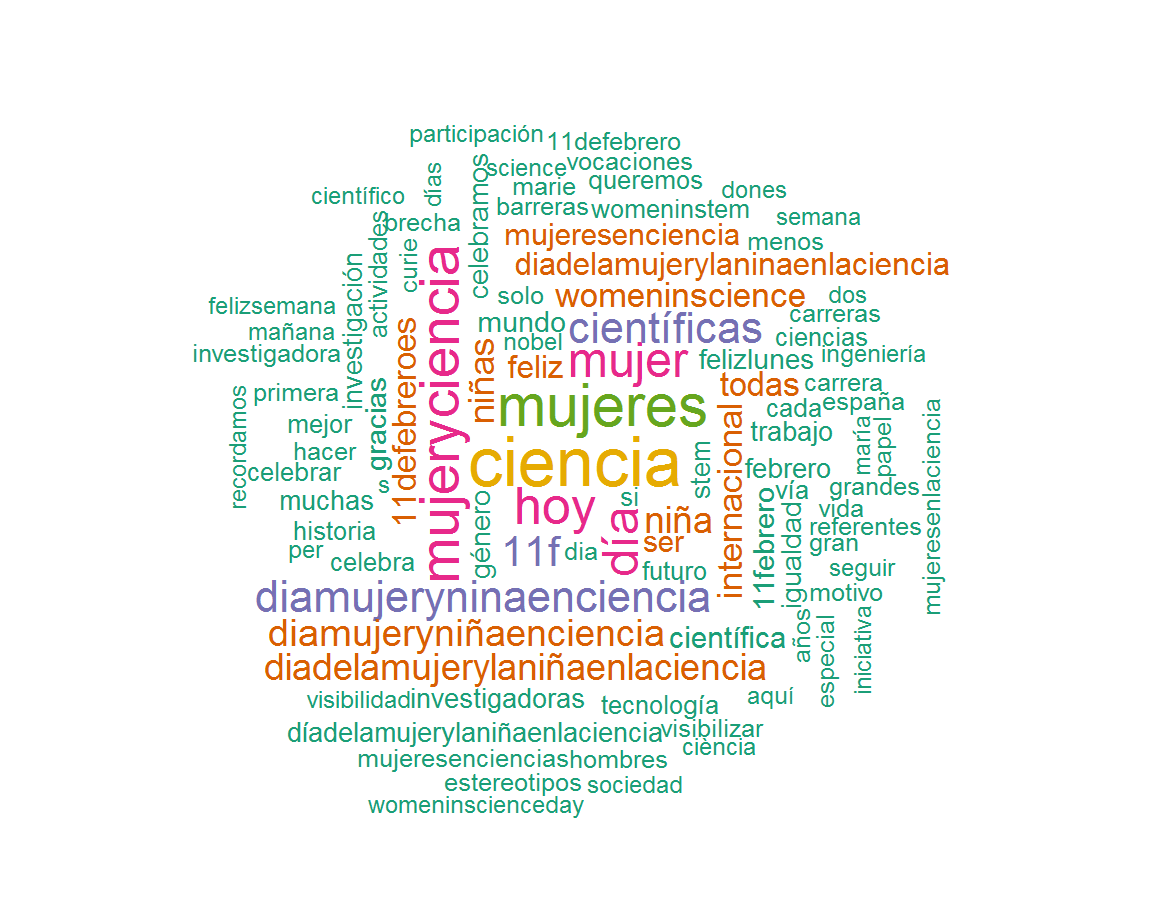 participación
11defebrero
science
vocaciones
marie
queremos
dones
científico
días
celebramos
barreras
womeninstem
semana
brecha
actividades
curie
mujeresenciencia
menos
diadelamujerylaninaenlaciencia
investigación
mujeryciencia
solo
womeninscience
dos
felizsemana
mundo
científicas
carreras
mañana
nobel
ciencias
investigadora
11defebreroes
niñas
feliz
mujer
felizlunes
ingeniería
primera
gracias
mujeres
todas
carrera
recordamos
mejor
internacional
cada
españa
hacer
trabajo
maría
papel
mujeresenlaciencia
celebrar
s
ciencia
stem
febrero
muchas
género
hoy
si
día
niña
11febrero
vía
grandes
historia
igualdad
vida
referentes
per
celebra
11f
dia
ser
gran
futuro
seguir
diamujeryninaenciencia
motivo
diamujeryniñaenciencia
científica
años
especial
iniciativa
diadelamujerylaniñaenlaciencia
visibilidad
investigadoras
tecnología
aquí
díadelamujerylaniñaenlaciencia
visibilizar
ciència
mujeresenciencias
hombres
estereotipos
sociedad
womeninscienceday